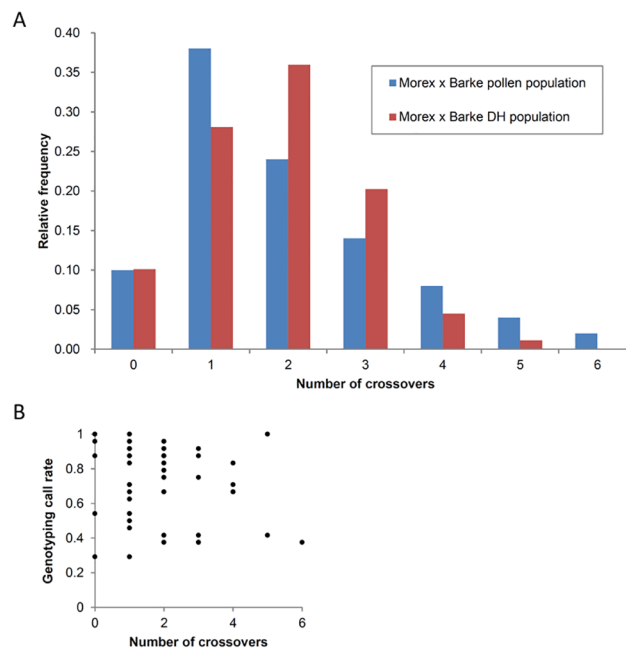 A
0.40
0.35
0.30
0.25
0.20
0.15
0.10
0.05
0.00
Relative frequency
Morex x Barke pollen population
Morex x Barke DH population
0 1 2 3 4 5 6
Number of crossovers
B
1
0.8
0.6
0.4
0.2
0
Genotyping call rate
0 2 4 6
Number of crossovers